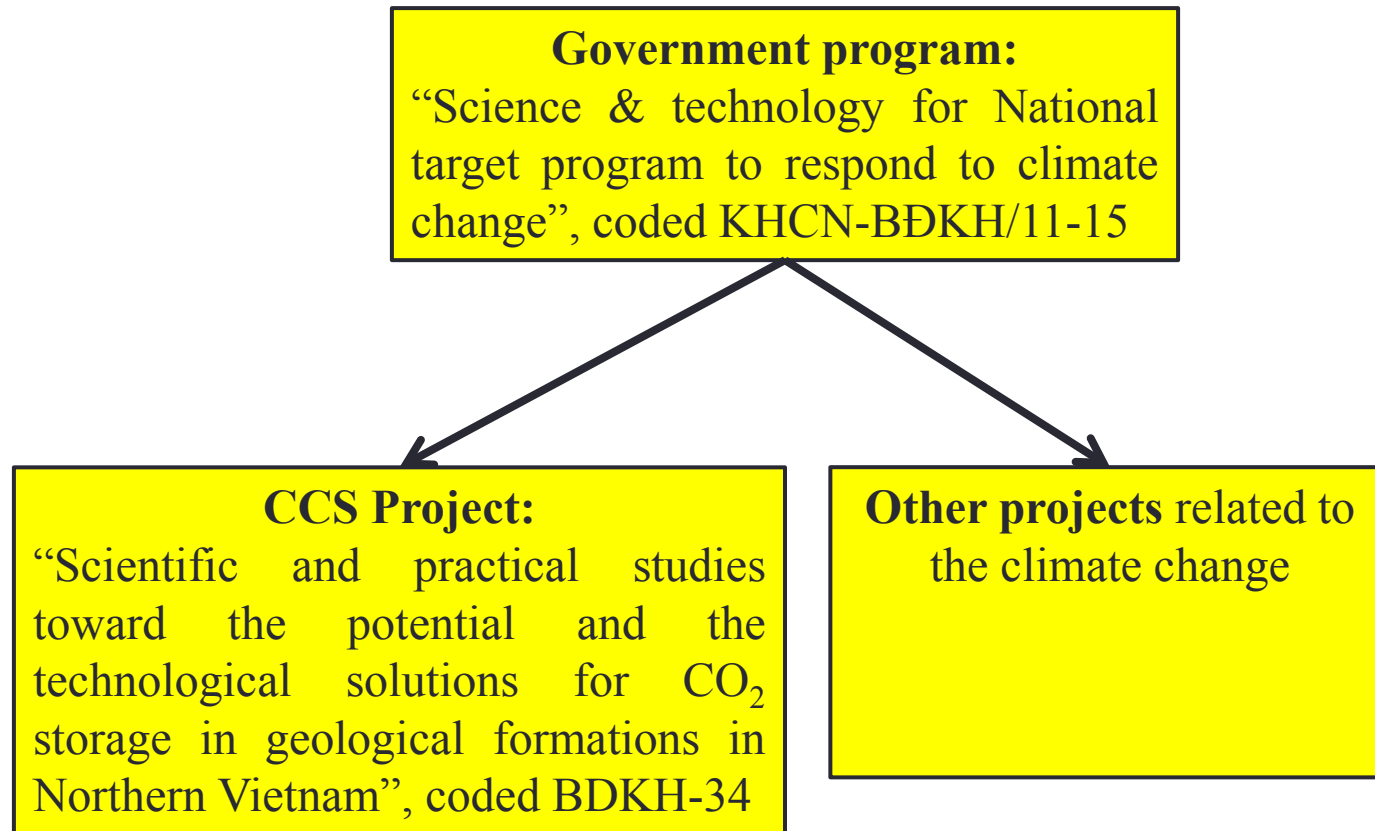 Government program:
“Science & technology for National
target program to respond to climate
change”, coded KHCN-BĐKH/11-15
CCS Project:
“Scientific and practical studies
toward the potential and the
technological solutions for CO₂
storage in geological formations in
Northern Vietnam”, coded BDKH-34
Other projects related to
the climate change